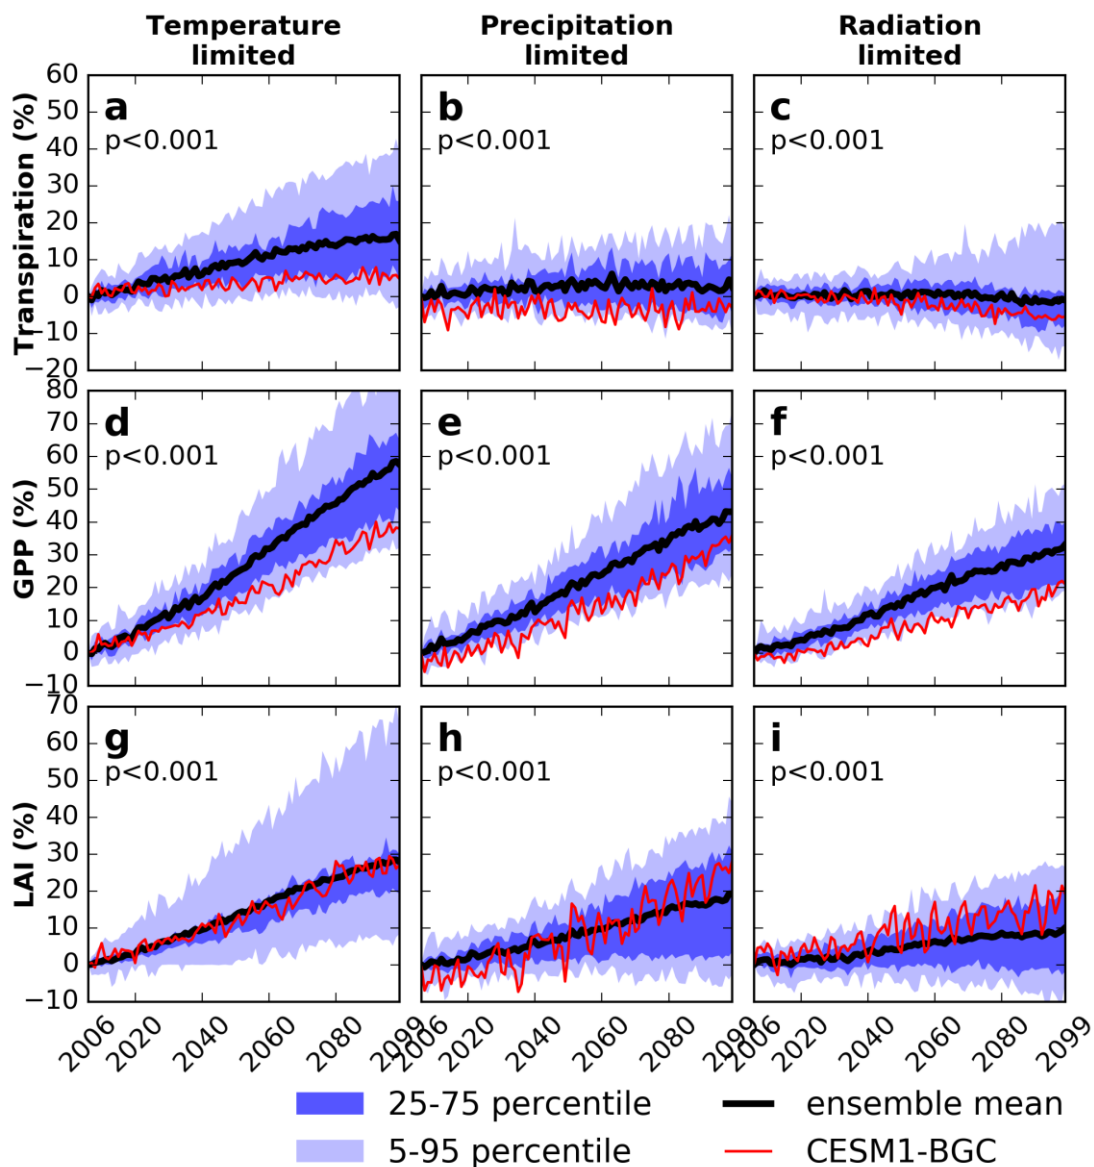 Temperature limited
Precipitation limited
Radiation limited
Transpiration (%)
60
50
40
30
20
10
0
−10
−20
a
p<0.001
b
p<0.001
c
p<0.001
GPP (%)
80
70
60
50
40
30
20
10
0
−10
d
p<0.001
e
p<0.001
f
p<0.001
LAI (%)
70
60
50
40
30
20
10
0
−10
g
p<0.001
h
p<0.001
i
p<0.001
2006
2020
2040
2060
2080
2099
2006
2020
2040
2060
2080
2099
2006
2020
2040
2060
2080
2099
25-75 percentile
ensemble mean
5-95 percentile
CESM1-BGC